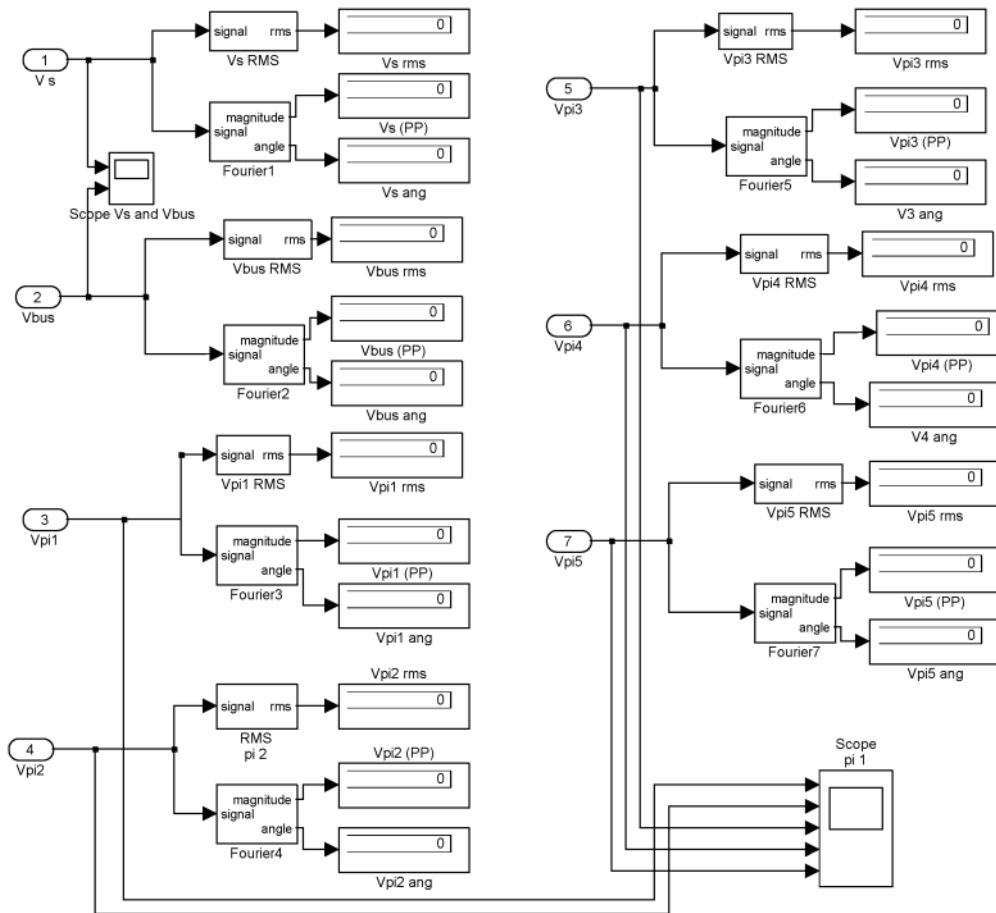 1
V s
signal rms
Vs RMS
0
Vs rms
magnitude
signal
angle
Fourier1
0
Vs (PP)
0
Vs ang
Scope Vs and Vbus
2
Vbus
signal rms
Vbus RMS
0
Vbus rms
magnitude
signal
angle
Fourier2
0
Vbus (PP)
0
Vbus ang
3
Vpi1
signal rms
Vpi1 RMS
0
Vpi1 rms
magnitude
signal
angle
Fourier3
0
Vpi1 (PP)
0
Vpi1 ang
4
Vpi2
signal rms
RMS
pi 2
Vpi2 rms
0
magnitude
signal
angle
Fourier4
Vpi2 (PP)
0
0
Vpi2 ang
5
Vpi3
signal rms
Vpi3 RMS
0
Vpi3 rms
magnitude
signal
angle
Fourier5
0
Vpi3 (PP)
0
V3 ang
6
Vpi4
signal rms
Vpi4 RMS
0
Vpi4 rms
magnitude
signal
angle
Fourier6
0
Vpi4 (PP)
0
V4 ang
7
Vpi5
signal rms
Vpi5 RMS
0
Vpi5 rms
magnitude
signal
angle
Fourier7
0
Vpi5 (PP)
0
Vpi5 ang
Scope
pi 1